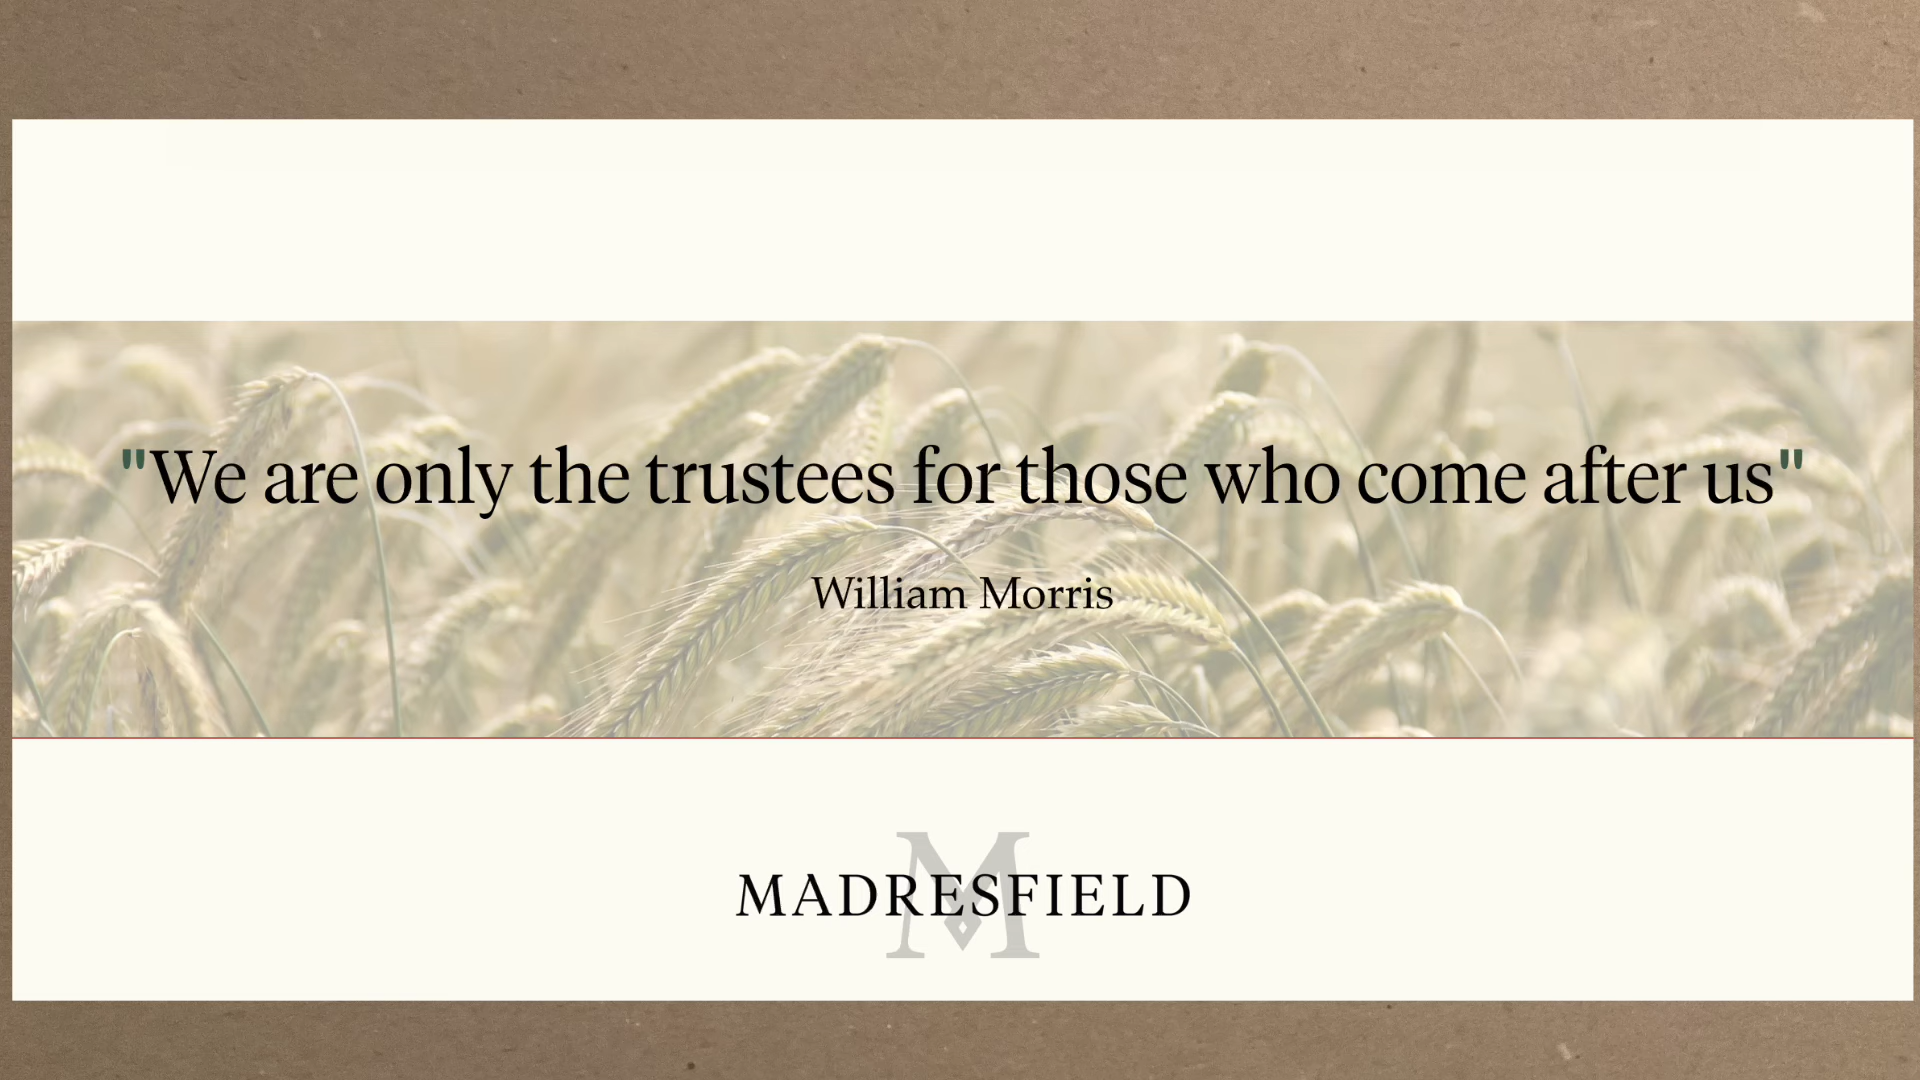 "We are only the trustees for those who come after us"
William Morris
M
MADRESFIELD